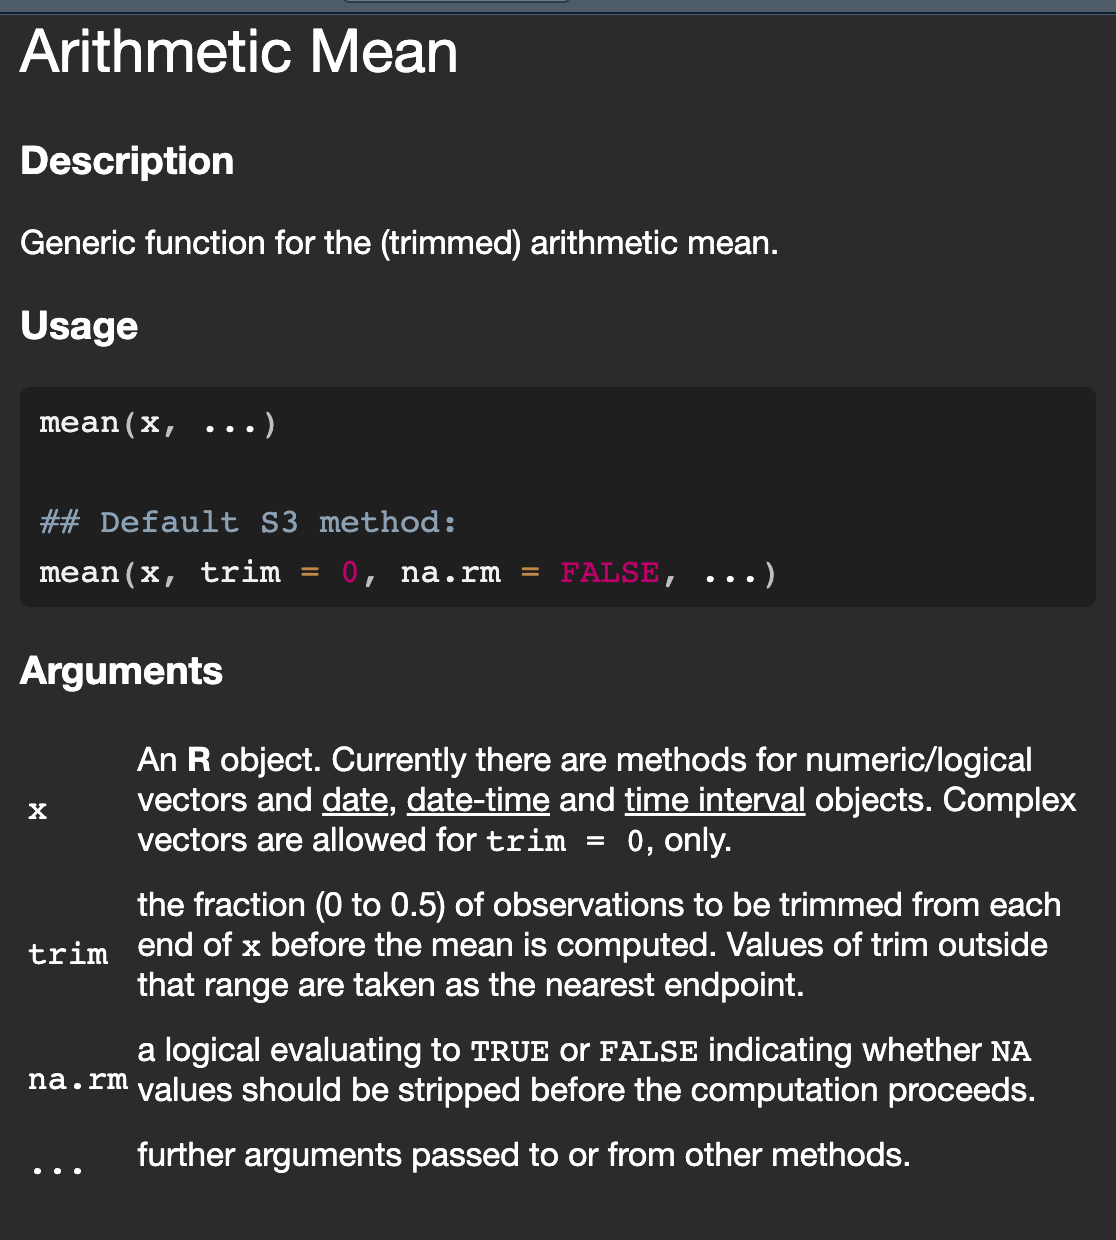 Arithmetic Mean
Description
Generic function for the (trimmed) arithmetic mean.
Usage
mean(x, ...)
## Default S3 method:
mean(x, trim = 0, na.rm = FALSE, ...)
Arguments
x
An R object. Currently there are methods for numeric/logical
vectors and date, date-time and time interval objects. Complex
vectors are allowed for trim = 0, only.
trim
the fraction (0 to 0.5) of observations to be trimmed from each
end of x before the mean is computed. Values of trim outside
that range are taken as the nearest endpoint.
na.rm
a logical evaluating to TRUE or FALSE indicating whether NA
values should be stripped before the computation proceeds.
...
further arguments passed to or from other methods.